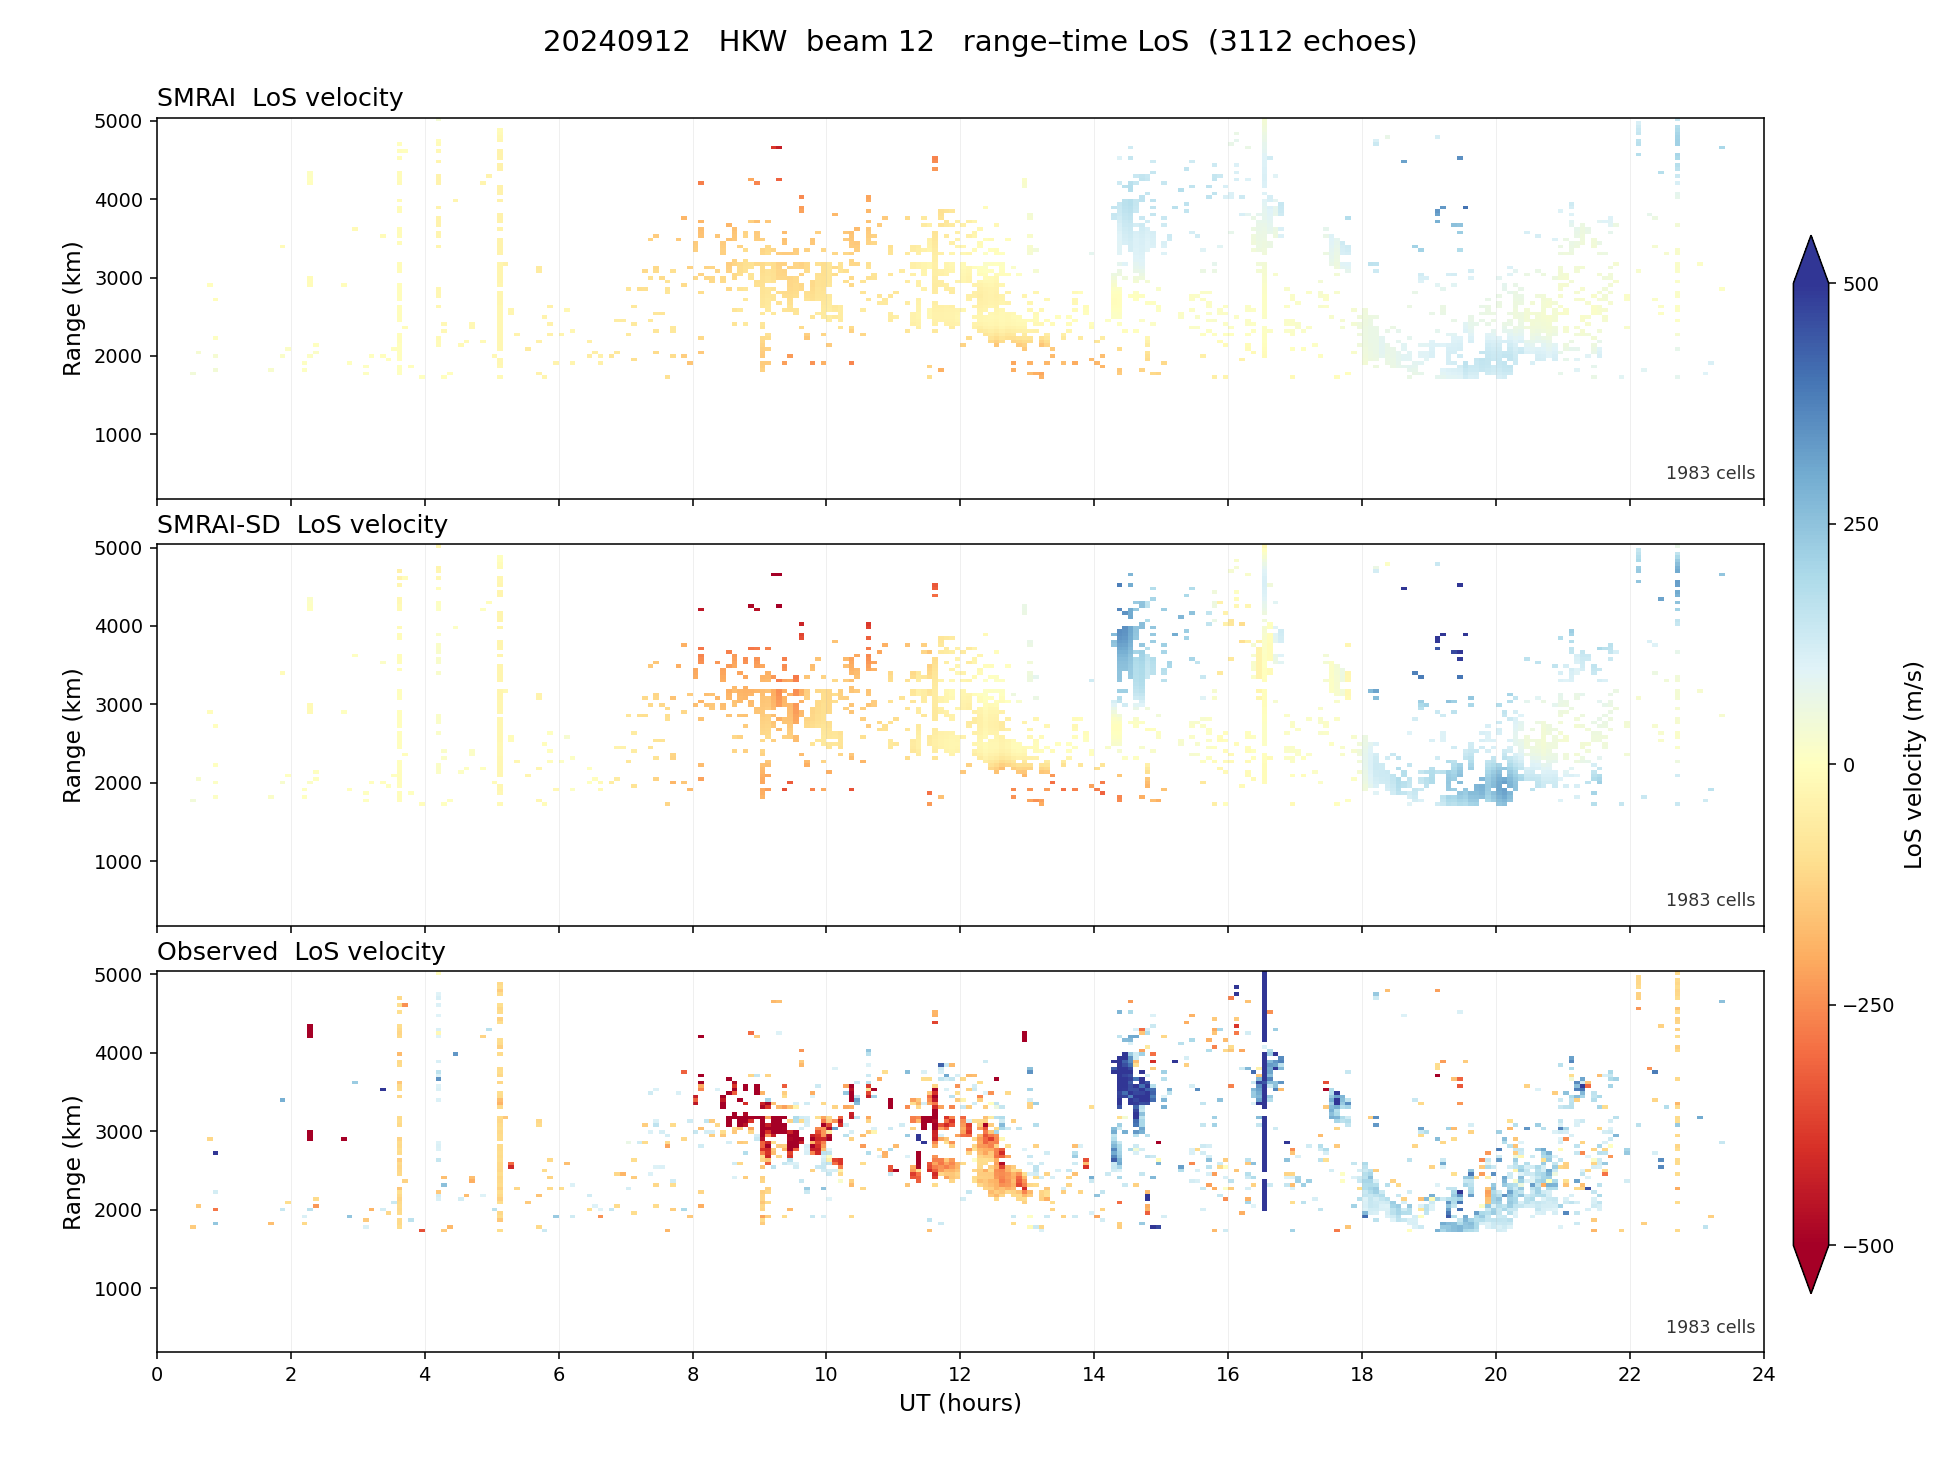 20240912   HKW  beam 12   range–time LoS  (3112 echoes)
SMRAI  LoS velocity
5000
4000
3000
2000
1000
Range (km)
1983 cells
SMRAI-SD  LoS velocity
5000
4000
3000
2000
1000
Range (km)
1983 cells
Observed  LoS velocity
5000
4000
3000
2000
1000
Range (km)
1983 cells
0 2 4 6 8 10 12 14 16 18 20 22 24
UT (hours)
500
250
0
−250
−500
LoS velocity (m/s)